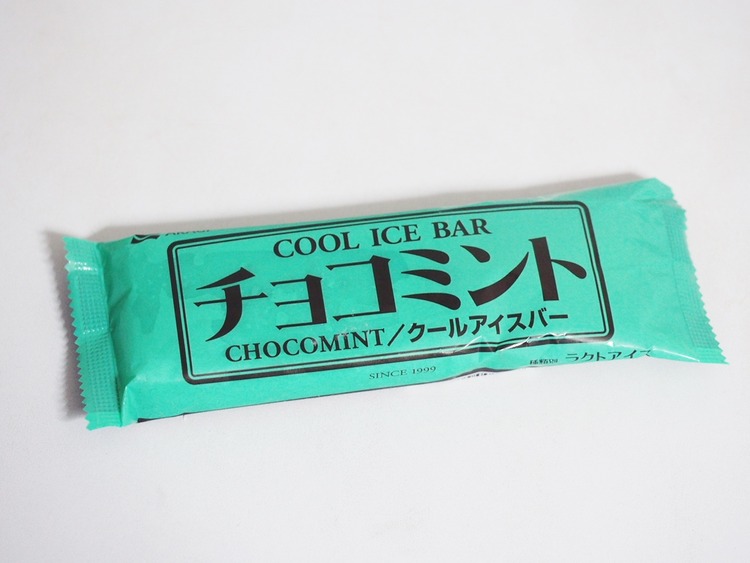 COOL ICE BAR
チョコミント
CHOCOMINT/クールアイスバー
SINCE 1999
ラクトアイス